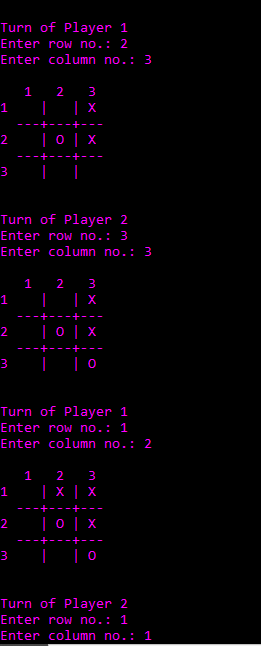 Turn of Player 1
Enter row no.: 2
Enter column no.: 3
   1   2   3
1    |   | X
  ---+---+---
2    | O | X
  ---+---+---
3    |   |
Turn of Player 2
Enter row no.: 3
Enter column no.: 3
   1   2   3
1    |   | X
  ---+---+---
2    | O | X
  ---+---+---
3    |   | O
Turn of Player 1
Enter row no.: 1
Enter column no.: 2
   1   2   3
1    | X | X
  ---+---+---
2    | O | X
  ---+---+---
3    |   | O
Turn of Player 2
Enter row no.: 1
Enter column no.: 1